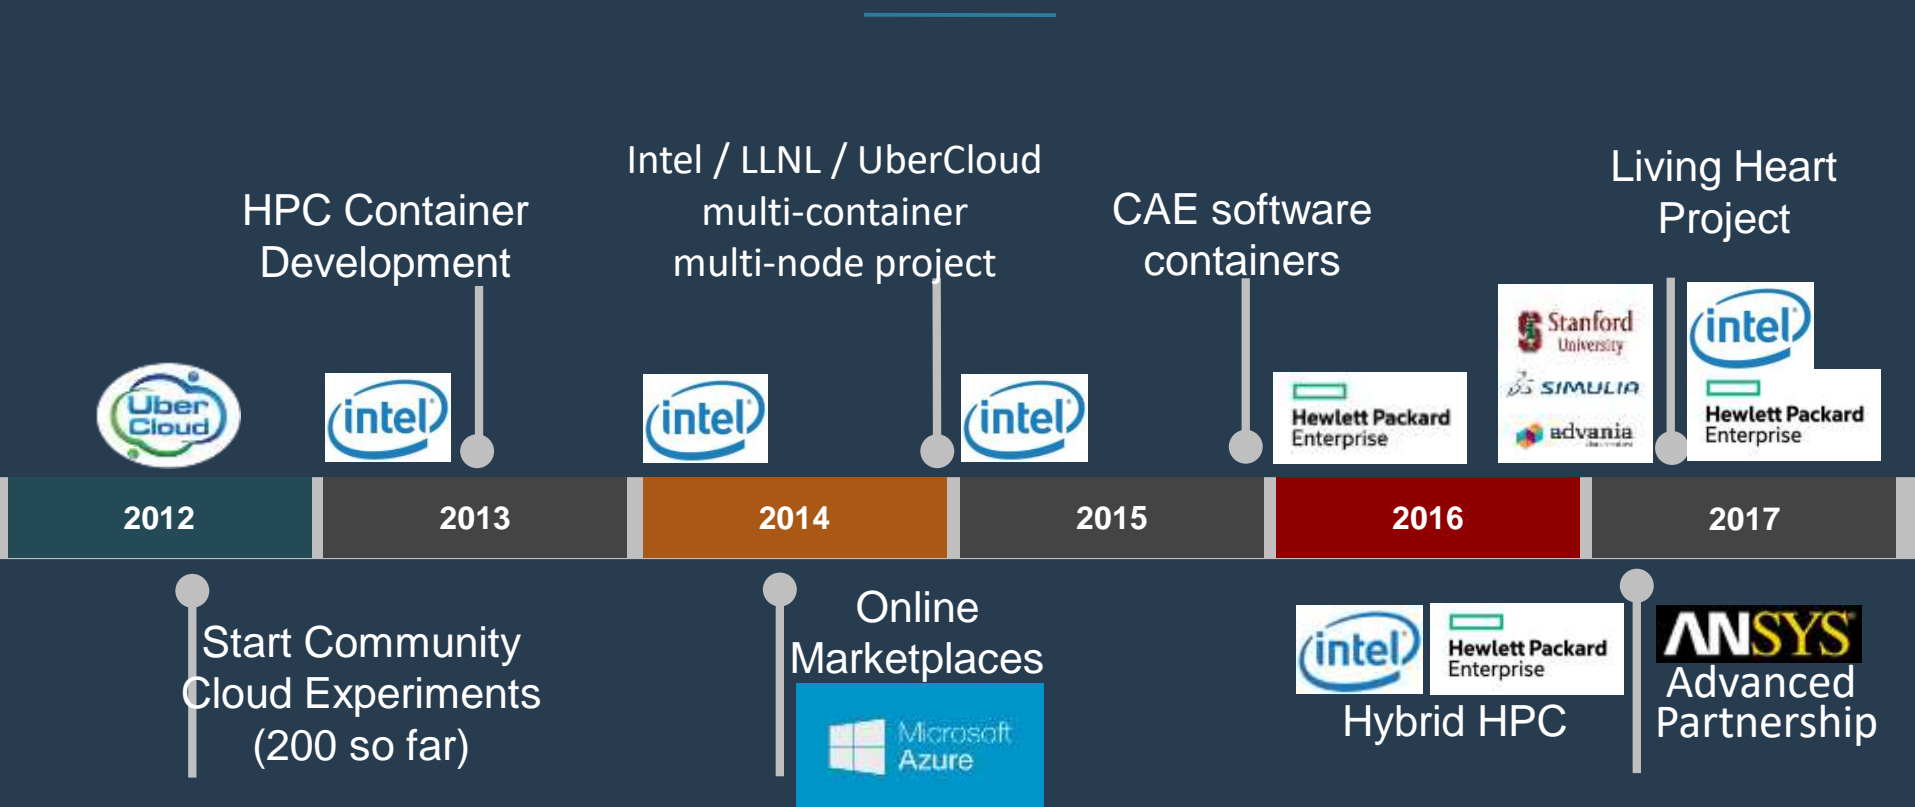 Intel / LLNL / UberCloud
multi-container
multi-node project
HPC Container
Development
CAE software
containers
Living Heart
Project
Uber
Cloud
intel
intel
intel
Hewlett Packard
Enterprise
Stanford
University
SIMULIA
advania
intel
Hewlett Packard
Enterprise
2012
2013
2014
2015
2016
2017
Start Community
Cloud Experiments
(200 so far)
Online
Marketplaces
Microsoft
Azure
intel
Hewlett Packard
Enterprise
Hybrid HPC
ANSYS
Advanced
Partnership